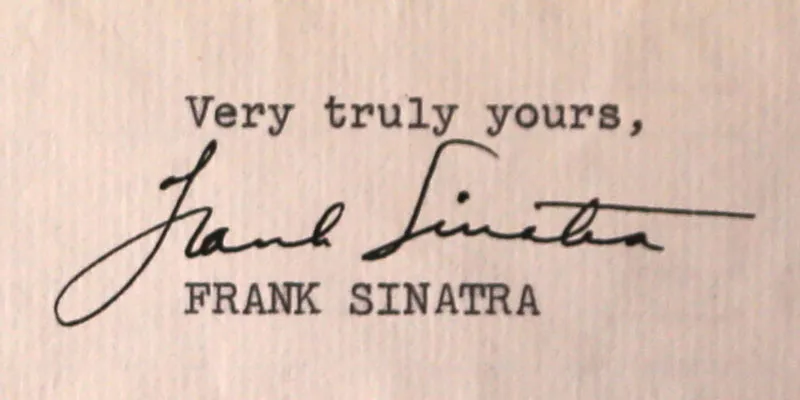 Very truly yours,
Frank Sinatra
FRANK SINATRA